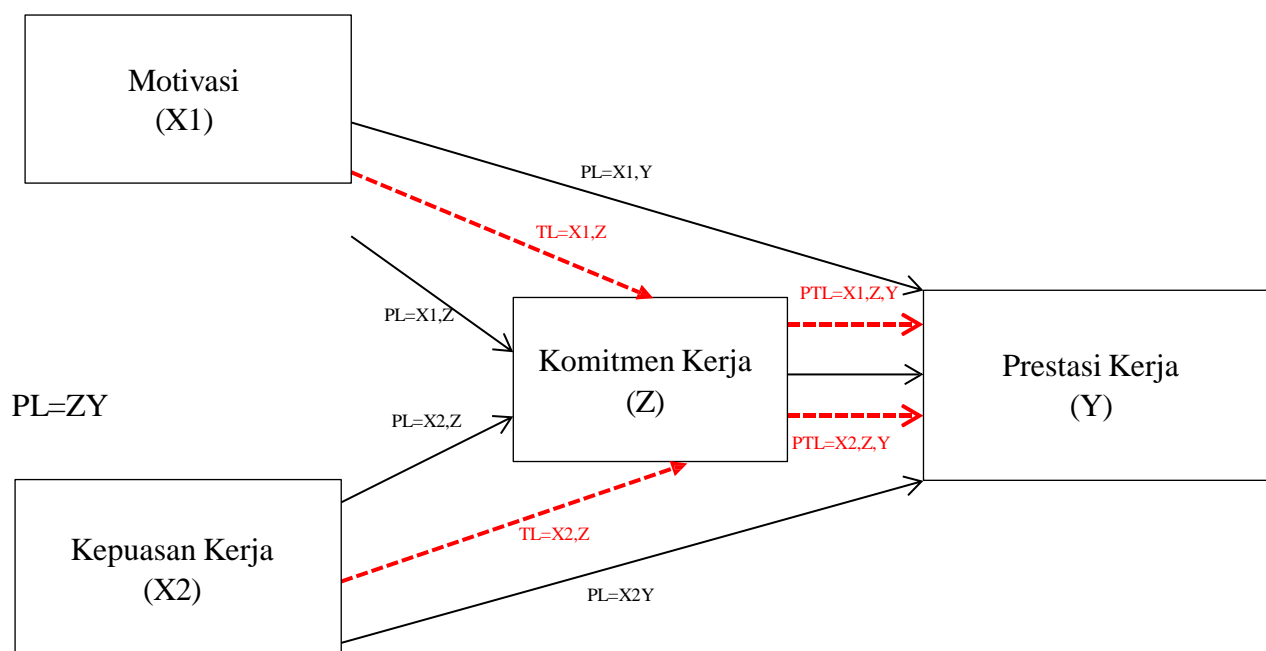 Motivasi
(X1)
PL=X1,Y
TL=X1,Z
PL=X1,Z
PTL=X1,Z,Y
Komitmen Kerja
(Z)
Prestasi Kerja
(Y)
PL=ZY
PL=X2,Z
PTL=X2,Z,Y
Kepuasan Kerja
(X2)
TL=X2,Z
PL=X2Y